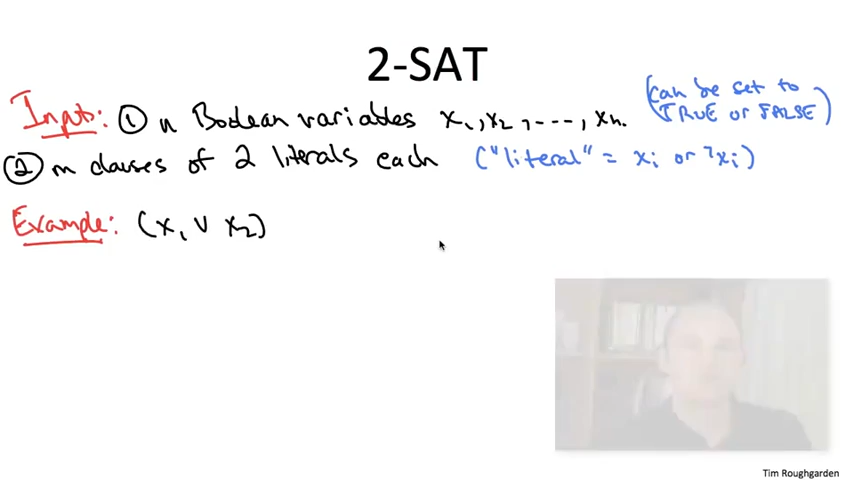 2-SAT
Input: ① n Boolean variables x₁, x₂, ----, xₙ. (can be set to
TRUE or FALSE)
② m clauses of 2 literals each ("literal" = xᵢ or ¬xᵢ)
Example: (x₁ ∨ x₂)
Tim Roughgarden